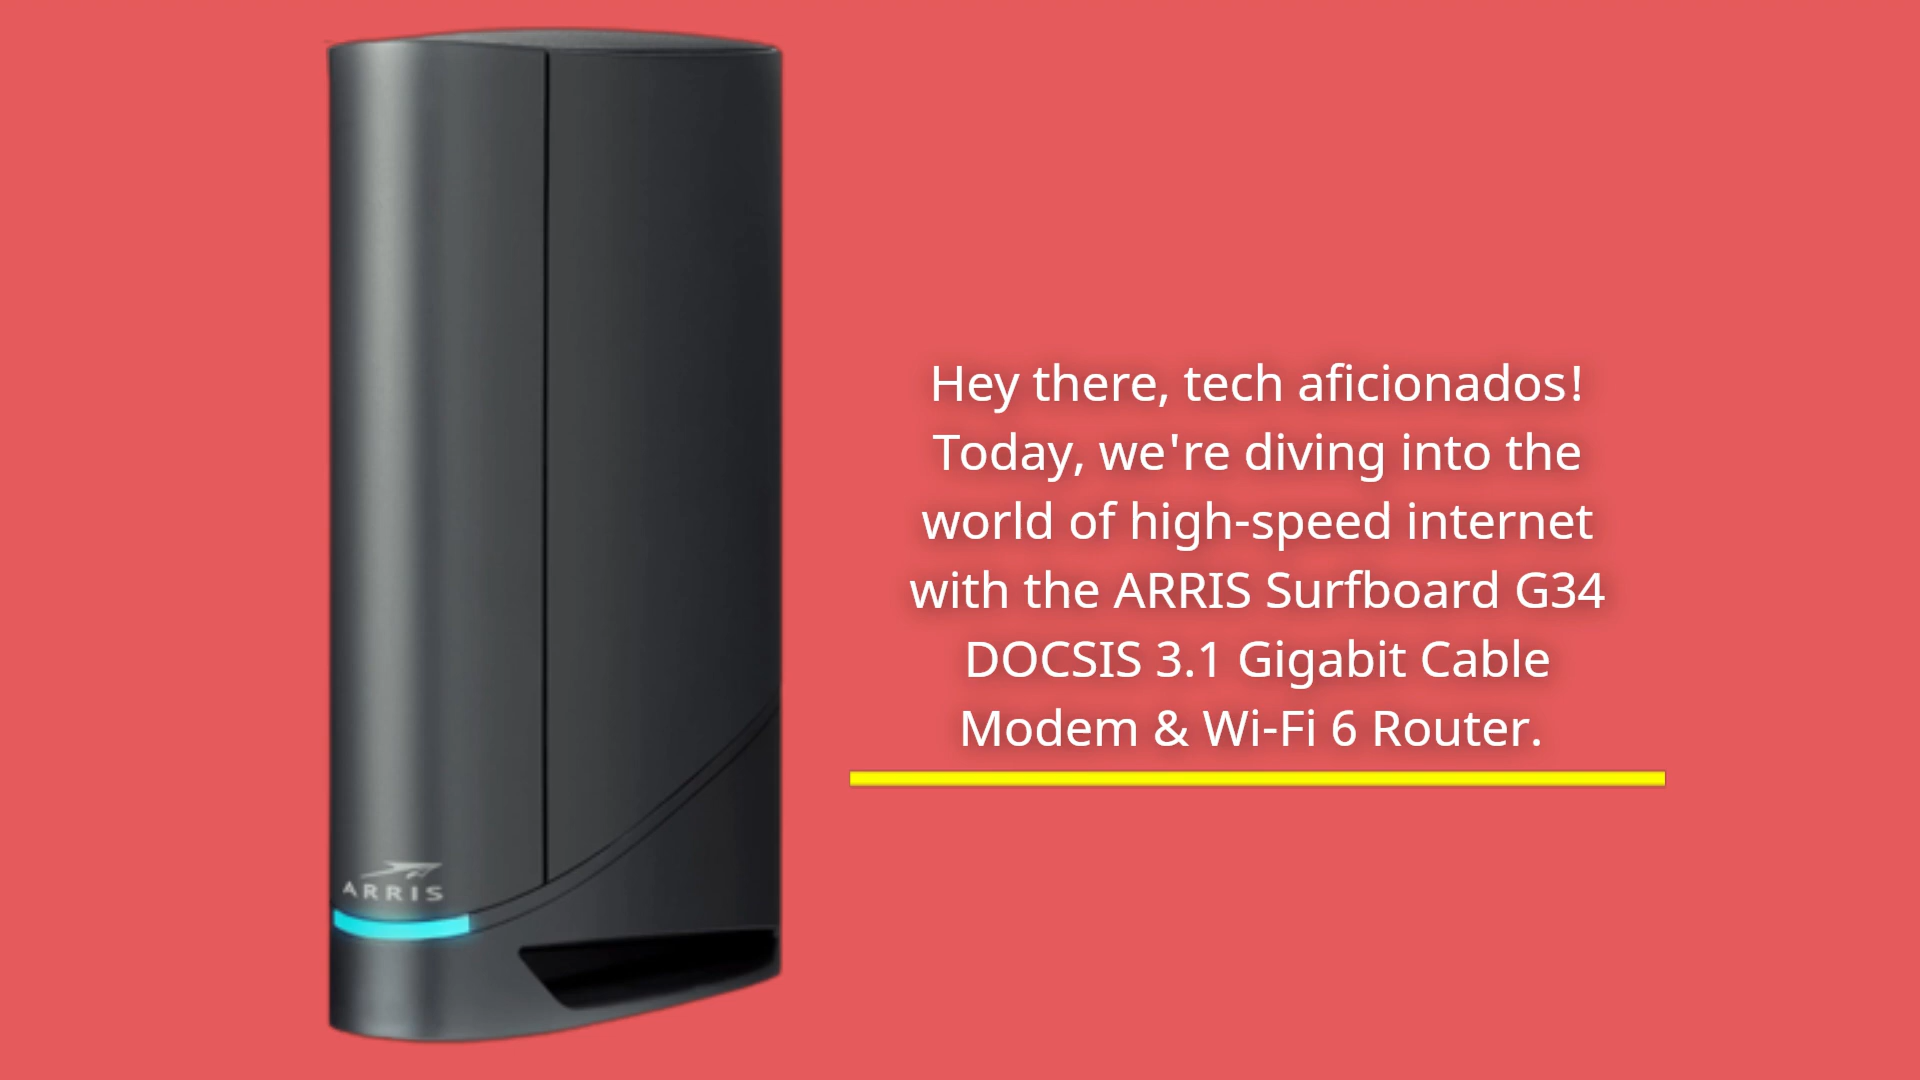 ARRIS
Hey there, tech aficionados!
Today, we're diving into the
world of high-speed internet
with the ARRIS Surfboard G34
DOCSIS 3.1 Gigabit Cable
Modem & Wi-Fi 6 Router.